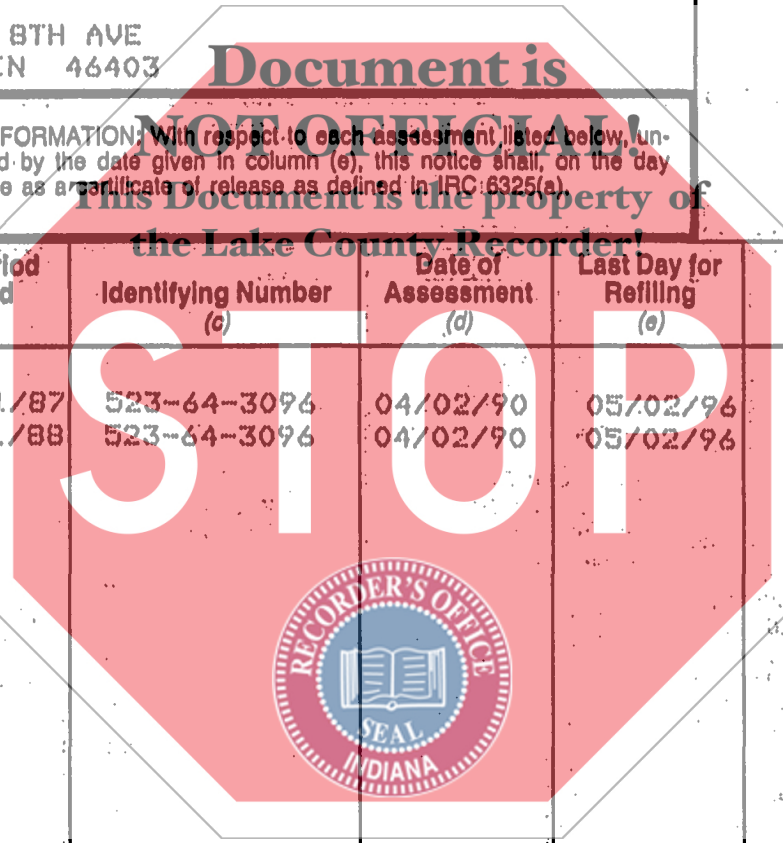 8TH AVE
IN 46403
Document is
NOT OFFICIAL!
This Document is the property of
the Lake County Recorder!
FORMATION: With respect to each assessment listed below, un-
d by the date given in column (e), this notice shall, on the day
e as a certificate of release as defined in IRC 6325(a).
riod
d
Identifying Number
(c)
Date of
Assessment
(d)
Last Day for
Refiling
(e)
/87 523-64-3096 04/02/90 05/02/96
/88 523-64-3096 04/02/90 05/02/96
STOP
RECORDER'S OFFICE
SEAL
INDIANA